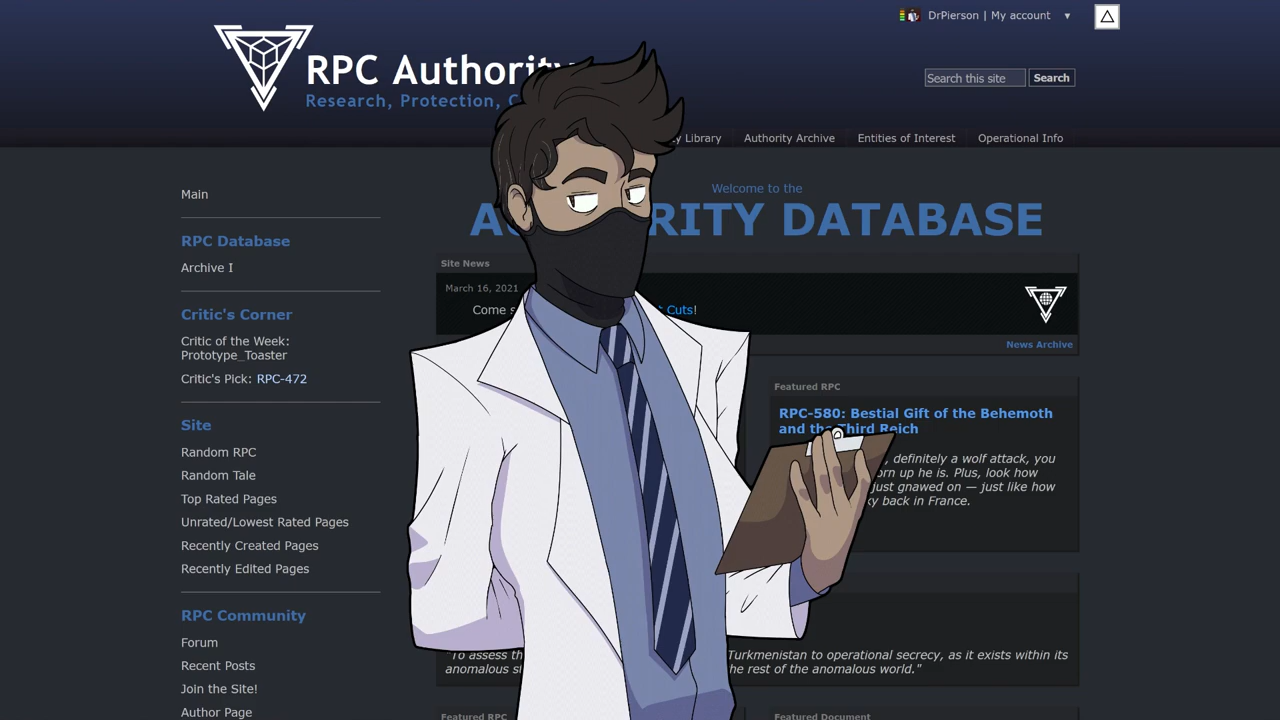 DrPierson | My account ▼
RPC Authority
Research, Protection, C
Search this site Search
y Library Authority Archive Entities of Interest Operational Info
Main
RPC Database
Archive I
Critic's Corner
Critic of the Week:
Prototype_Toaster
Critic's Pick: RPC-472
Site
Random RPC
Random Tale
Top Rated Pages
Unrated/Lowest Rated Pages
Recently Created Pages
Recently Edited Pages
RPC Community
Forum
Recent Posts
Join the Site!
Author Page
Welcome to the
A RITY DATABASE
Site News
March 16, 2021
Come s Cuts!
News Archive
Featured RPC
RPC-580: Bestial Gift of the Behemoth
and the Third Reich
, definitely a wolf attack, you
orn up he is. Plus, look how
just gnawed on — just like how
ky back in France.
"To assess th Turkmenistan to operational secrecy, as it exists within its
anomalous s he rest of the anomalous world."
Featured RPC Featured Document